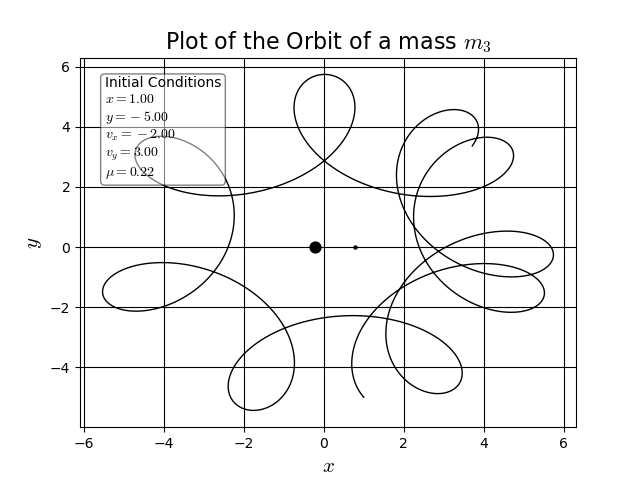 Plot of the Orbit of a mass m₃
6
4
2
0
−2
−4
y
Initial Conditions
x = 1.00
y = − 5.00
vₓ = −2.00
v_y = 3.00
μ = 0.22
−6 −4 −2 0 2 4 6
x